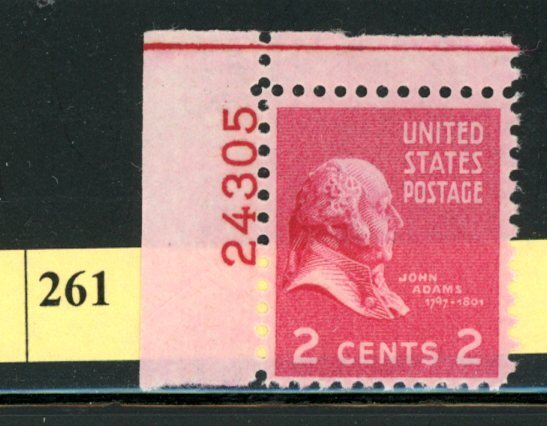 24305
UNITED
STATES
POSTAGE
JOHN
ADAMS
1797-1801
2 CENTS 2
261